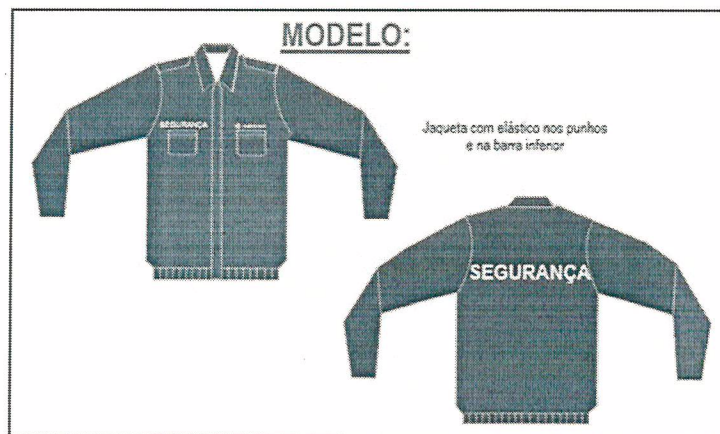 MODELO:
SEGURANÇA
Jaqueta com elástico nos punhos
e na barra inferior
SEGURANÇA